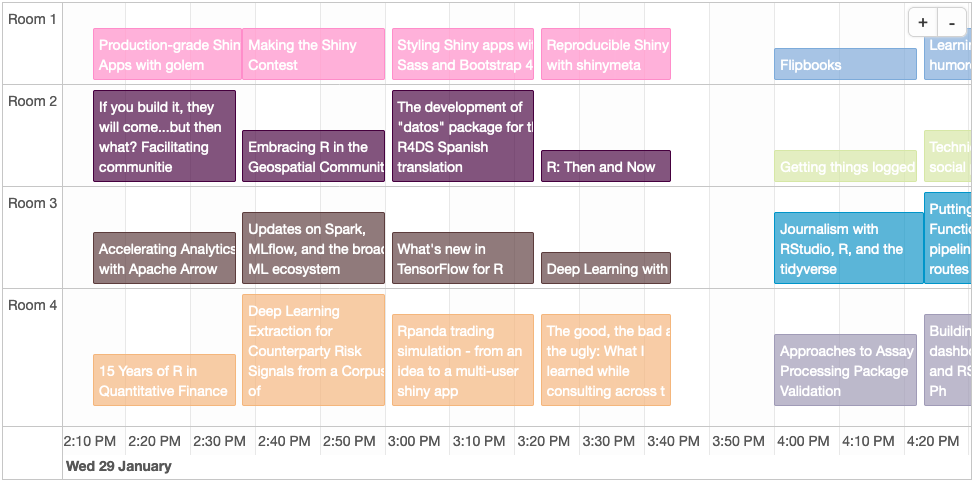 Room 1
Production-grade Shin
Apps with golem
Making the Shiny
Contest
Styling Shiny apps wi
Sass and Bootstrap 4
Reproducible Shiny
with shinymeta
Flipbooks
Learnin
humor
+ -
Room 2
If you build it, they
will come...but then
what? Facilitating
communitie
Embracing R in the
Geospatial Communit
The development of
"datos" package for th
R4DS Spanish
translation
R: Then and Now
Getting things logged
Techni
social
Room 3
Accelerating Analytics
with Apache Arrow
Updates on Spark,
MLflow, and the broad
ML ecosystem
What's new in
TensorFlow for R
Deep Learning with
Journalism with
RStudio, R, and the
tidyverse
Putting
Functio
pipelin
routes
Room 4
15 Years of R in
Quantitative Finance
Deep Learning
Extraction for
Counterparty Risk
Signals from a Corpus
of
Rpanda trading
simulation - from an
idea to a multi-user
shiny app
The good, the bad a
the ugly: What I
learned while
consulting across t
Approaches to Assay
Processing Package
Validation
Buildin
dashbo
and RS
Ph
2:10 PM 2:20 PM 2:30 PM 2:40 PM 2:50 PM 3:00 PM 3:10 PM 3:20 PM 3:30 PM 3:40 PM 3:50 PM 4:00 PM 4:10 PM 4:20 PM
Wed 29 January